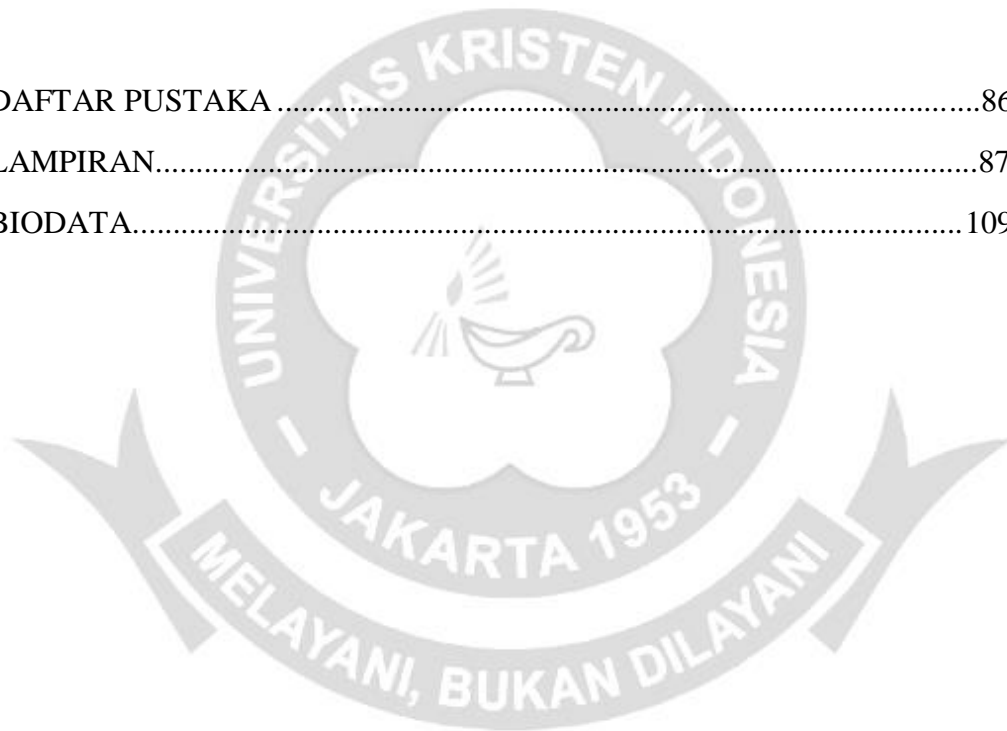 DAFTAR PUSTAKA..........................................................................................86
LAMPIRAN.........................................................................................................87
BIODATA..........................................................................................................109
UNIVERSITAS KRISTEN INDONESIA
JAKARTA 1953
MELAYANI, BUKAN DILAYANI